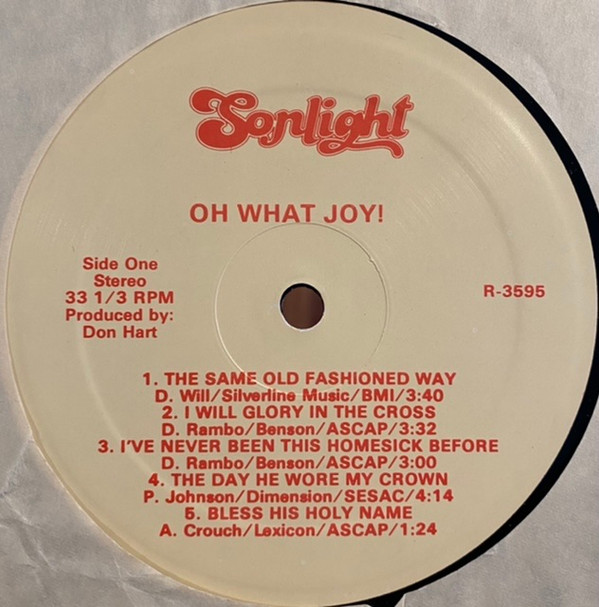 Sonlight
OH WHAT JOY!
Side One
Stereo
33 1/3 RPM
Produced by:
Don Hart
R-3595
1. THE SAME OLD FASHIONED WAY
D. Will/Silverline Music/BMI/3:40
2. I WILL GLORY IN THE CROSS
D. Rambo/Benson/ASCAP/3:32
3. I'VE NEVER BEEN THIS HOMESICK BEFORE
D. Rambo/Benson/ASCAP/3:00
4. THE DAY HE WORE MY CROWN
P. Johnson/Dimension/SESAC/4:14
5. BLESS HIS HOLY NAME
A. Crouch/Lexicon/ASCAP/1:24